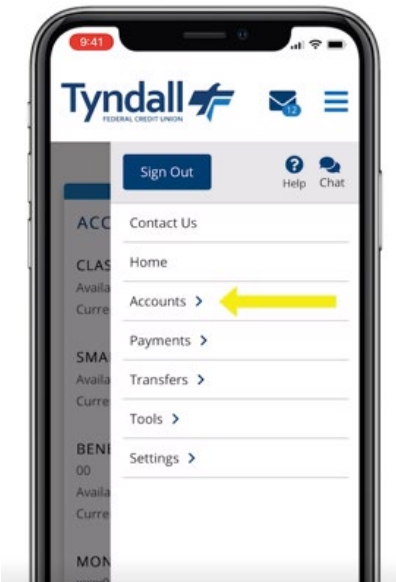 9:41
Tyndall
FEDERAL CREDIT UNION
12
Sign Out
Help
Chat
ACC
Contact Us
CLAS
Home
Availa
Curre
Accounts >
Payments >
SMA
Availa
Transfers >
Curre
Tools >
BENE
00
Settings >
Availa
Curre
MON